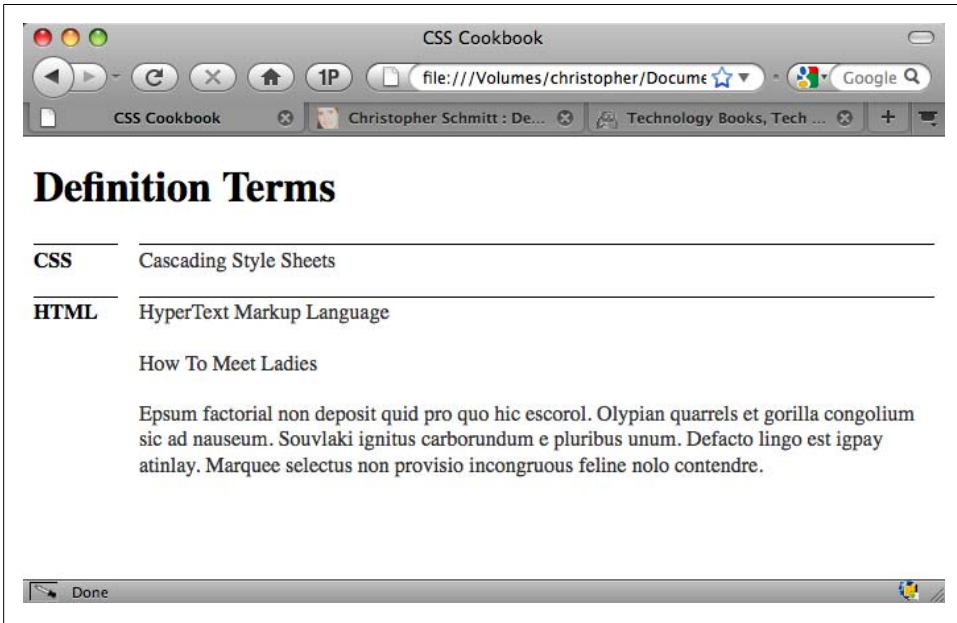 CSS Cookbook
1P
file:///Volumes/christopher/Docume
Google
CSS Cookbook
Christopher Schmitt : De...
Technology Books, Tech ...
Definition Terms
CSS Cascading Style Sheets
HTML HyperText Markup Language
How To Meet Ladies
Epsum factorial non deposit quid pro quo hic escorol. Olypian quarrels et gorilla congolium
sic ad nauseum. Souvlaki ignitus carborundum e pluribus unum. Defacto lingo est igpay
atinlay. Marquee selectus non provisio incongruous feline nolo contendre.
Done